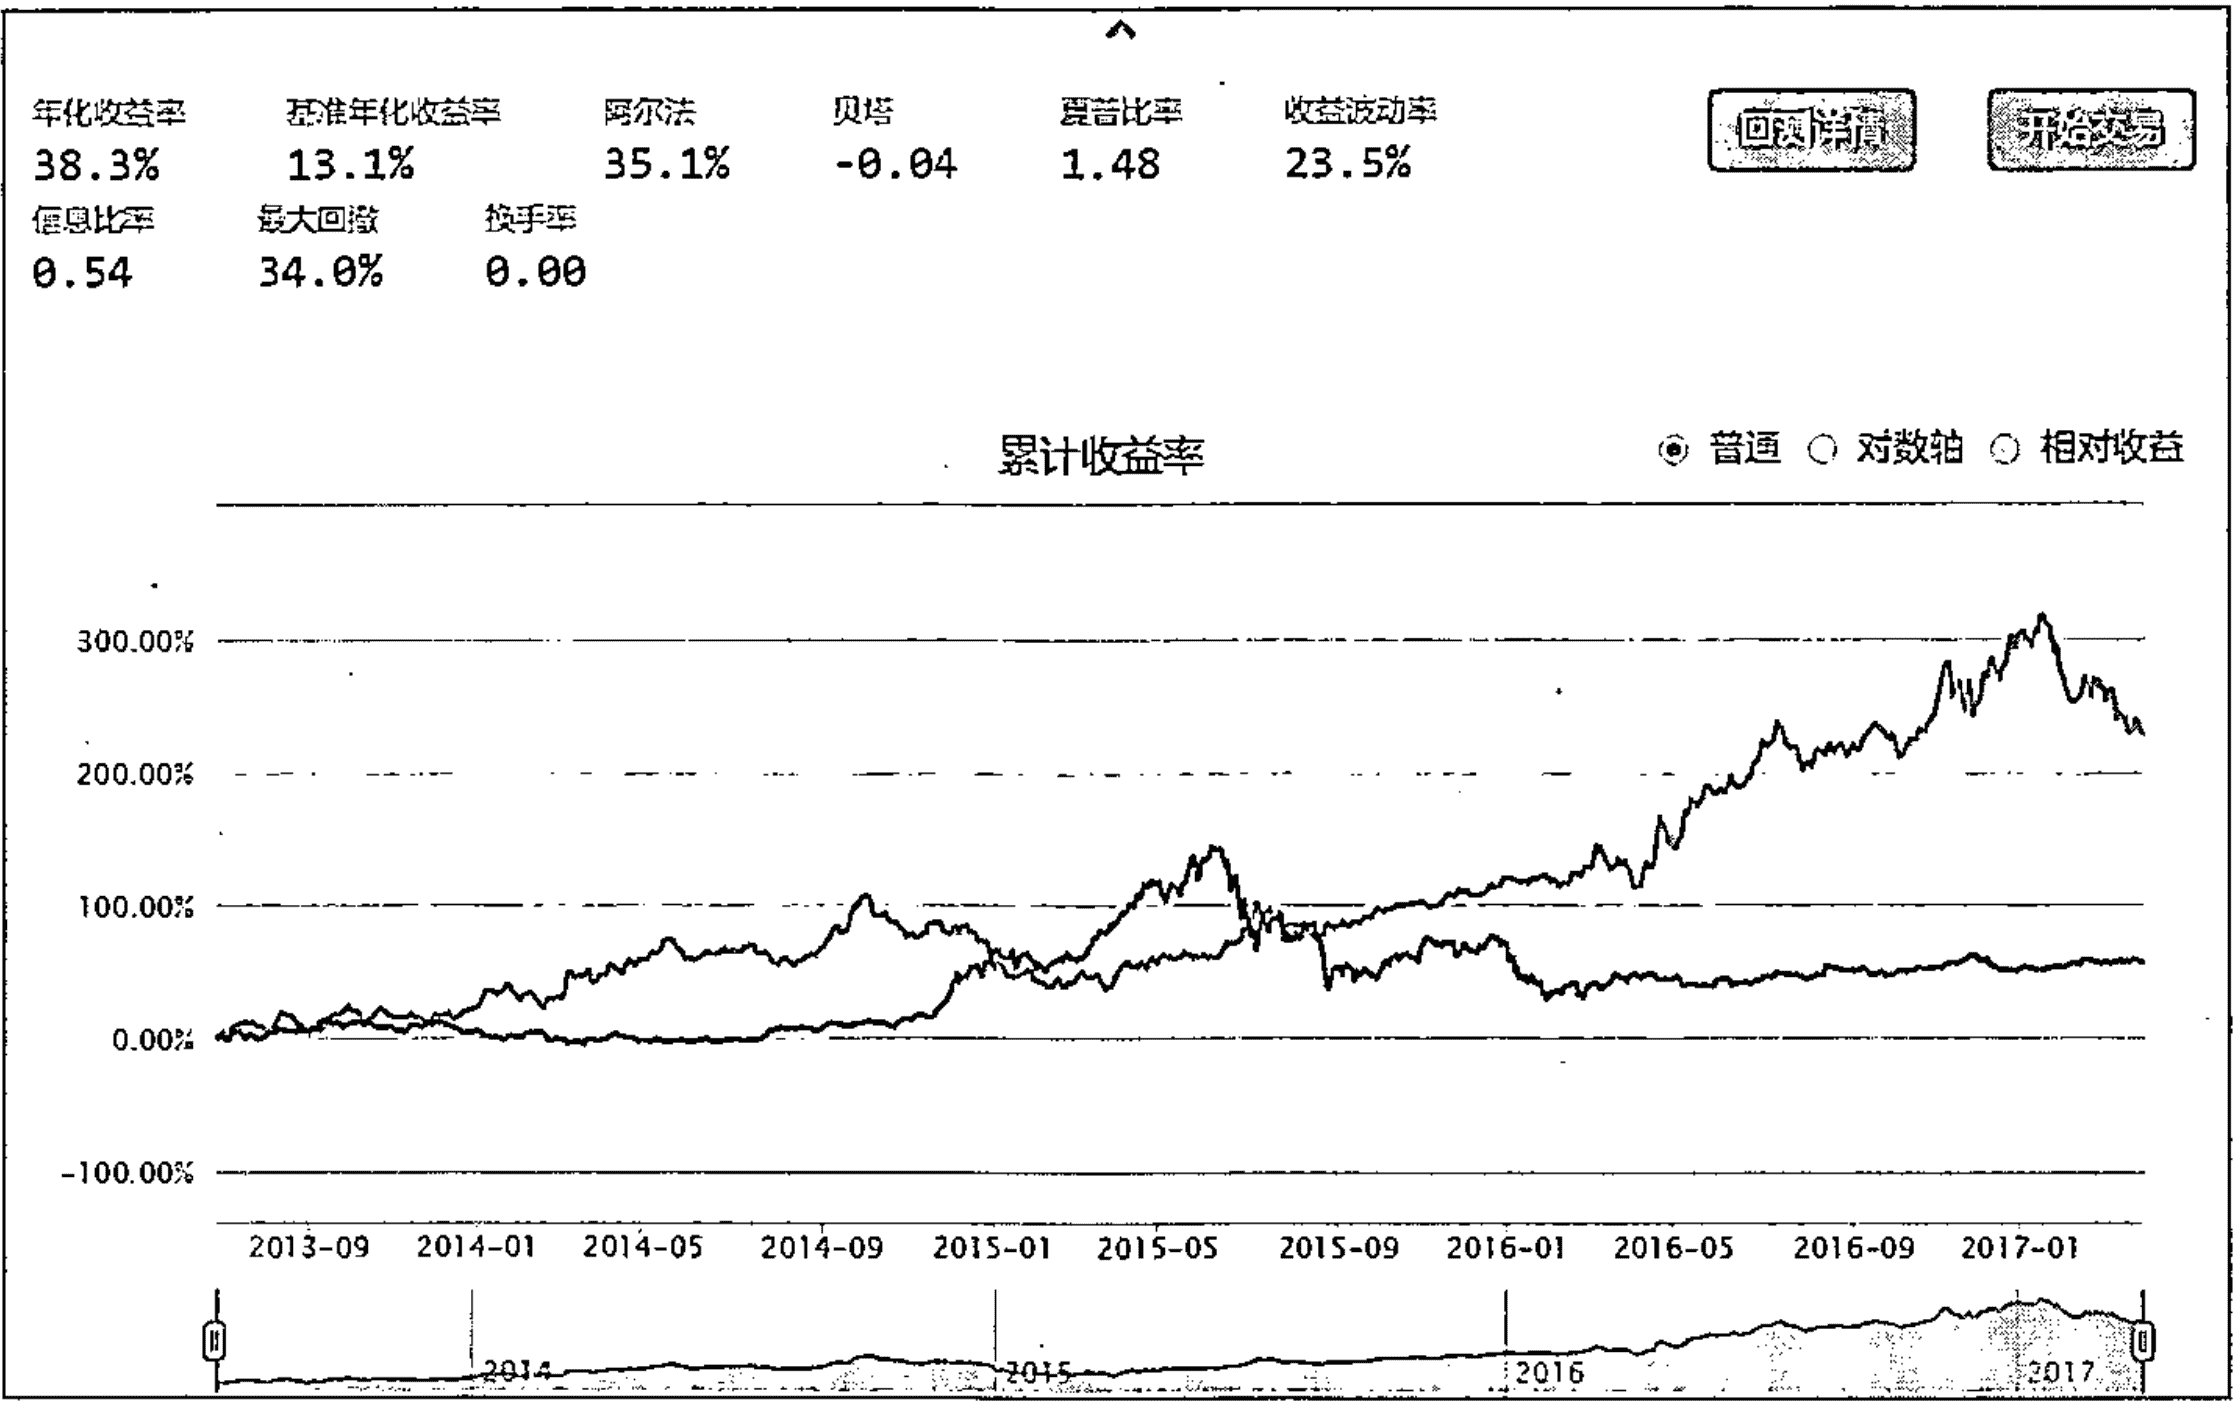 年化收益率 基准年化收益率 阿尔法 贝塔 夏普比率 收益波动率
38.3% 13.1% 35.1% -0.04 1.48 23.5%
回测详情 开始交易
信息比率 最大回撤 换手率
0.54 34.0% 0.00
累计收益率
普通 对数轴 相对收益
300.00%
200.00%
100.00%
0.00%
-100.00%
2013-09 2014-01 2014-05 2014-09 2015-01 2015-05 2015-09 2016-01 2016-05 2016-09 2017-01
2014 2015 2016 2017